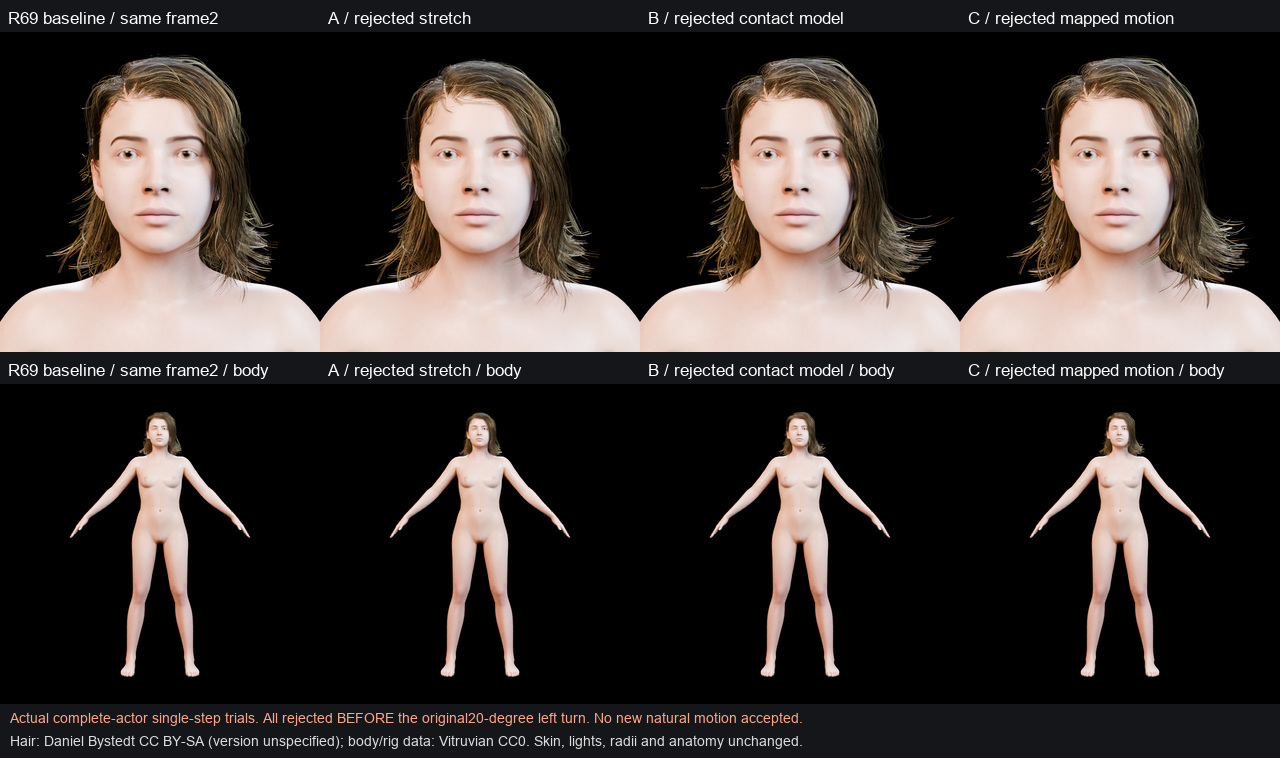 R69 baseline / same frame2
A / rejected stretch
B / rejected contact model
C / rejected mapped motion
R69 baseline / same frame2 / body
A / rejected stretch / body
B / rejected contact model / body
C / rejected mapped motion / body
Actual complete-actor single-step trials. All rejected BEFORE the original20-degree left turn. No new natural motion accepted.
Hair: Daniel Bystedt CC BY-SA (version unspecified); body/rig data: Vitruvian CC0. Skin, lights, radii and anatomy unchanged.